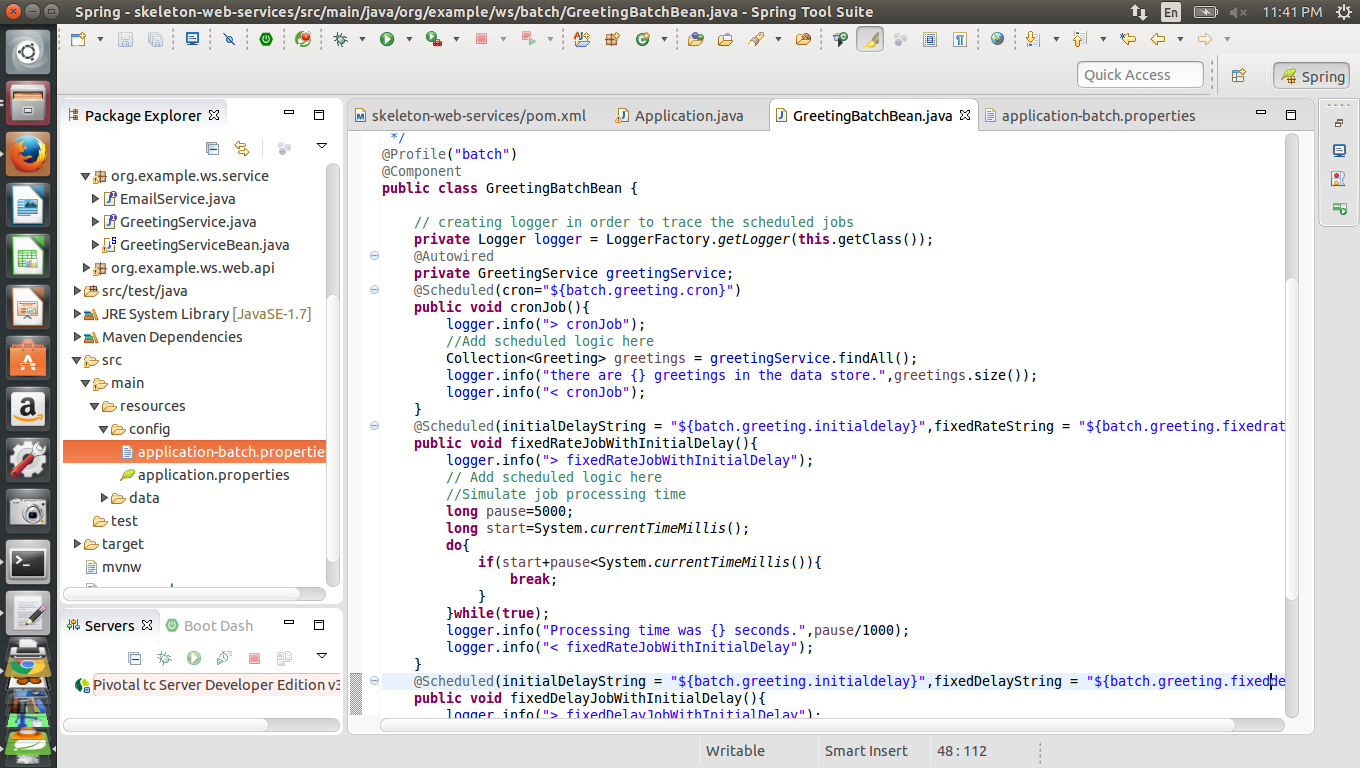 Spring - skeleton-web-services/src/main/java/org/example/ws/batch/GreetingBatchBean.java - Spring Tool Suite
En
11:41 PM
Quick Access
Spring
Package Explorer
skeleton-web-services/pom.xml
Application.java
GreetingBatchBean.java
application-batch.properties
org.example.ws.service
EmailService.java
GreetingService.java
GreetingServiceBean.java
org.example.ws.web.api
src/test/java
JRE System Library [JavaSE-1.7]
Maven Dependencies
src
main
resources
config
application-batch.propertie
application.properties
data
test
target
mvnw
*/
@Profile("batch")
@Component
public class GreetingBatchBean {
// creating logger in order to trace the scheduled jobs
private Logger logger = LoggerFactory.getLogger(this.getClass());
@Autowired
private GreetingService greetingService;
@Scheduled(cron="${batch.greeting.cron}")
public void cronJob(){
logger.info("> cronJob");
//Add scheduled logic here
Collection<Greeting> greetings = greetingService.findAll();
logger.info("there are {} greetings in the data store.",greetings.size());
logger.info("< cronJob");
}
@Scheduled(initialDelayString = "${batch.greeting.initialdelay}",fixedRateString = "${batch.greeting.fixedrat
public void fixedRateJobWithInitialDelay(){
logger.info("> fixedRateJobWithInitialDelay");
// Add scheduled logic here
//Simulate job processing time
long pause=5000;
long start=System.currentTimeMillis();
do{
if(start+pause<System.currentTimeMillis()){
break;
}
}while(true);
logger.info("Processing time was {} seconds.",pause/1000);
logger.info("< fixedRateJobWithInitialDelay");
}
@Scheduled(initialDelayString = "${batch.greeting.initialdelay}",fixedDelayString = "${batch.greeting.fixedde
public void fixedDelayJobWithInitialDelay(){
logger.info("> fixedDelayJobWithInitialDelay");
Servers
Boot Dash
Pivotal tc Server Developer Edition v3
Writable
Smart Insert
48 : 112